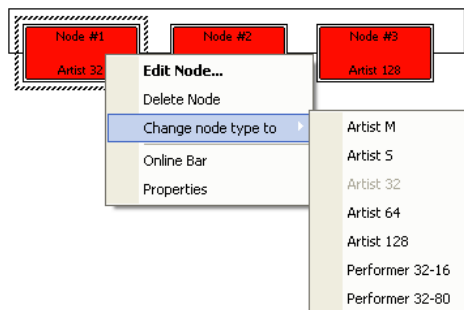 Node #1
Node #2
Node #3
Artist 32
Artist 128
Edit Node...
Delete Node
Change node type to
Online Bar
Properties
Artist M
Artist S
Artist 32
Artist 64
Artist 128
Performer 32-16
Performer 32-80